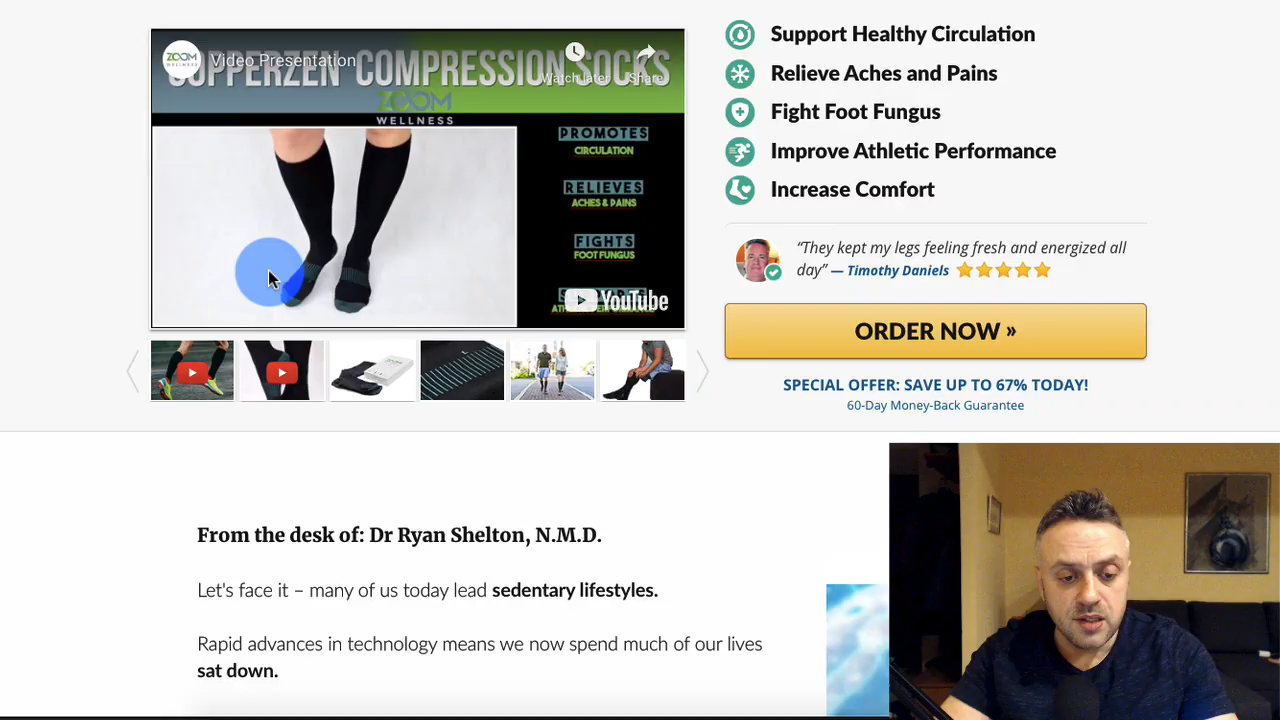 COPPERZEN COMPRESSION SOCKS
ZOOM
WELLNESS
Video Presentation
Watch later
Share
ZOOM
WELLNESS
PROMOTES
CIRCULATION
RELIEVES
ACHES & PAINS
FIGHTS
FOOT FUNGUS
YouTube
Support Healthy Circulation
Relieve Aches and Pains
Fight Foot Fungus
Improve Athletic Performance
Increase Comfort
“They kept my legs feeling fresh and energized all
day” — Timothy Daniels
ORDER NOW »
SPECIAL OFFER: SAVE UP TO 67% TODAY!
60-Day Money-Back Guarantee
From the desk of: Dr Ryan Shelton, N.M.D.
Let's face it – many of us today lead sedentary lifestyles.
Rapid advances in technology means we now spend much of our lives
sat down.